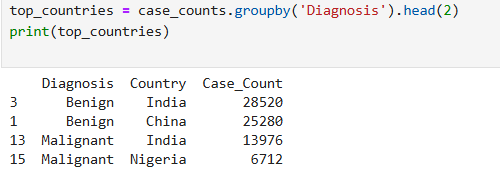 top_countries = case_counts.groupby('Diagnosis').head(2)
print(top_countries)
Diagnosis Country Case_Count
3 Benign India 28520
1 Benign China 25280
13 Malignant India 13976
15 Malignant Nigeria 6712